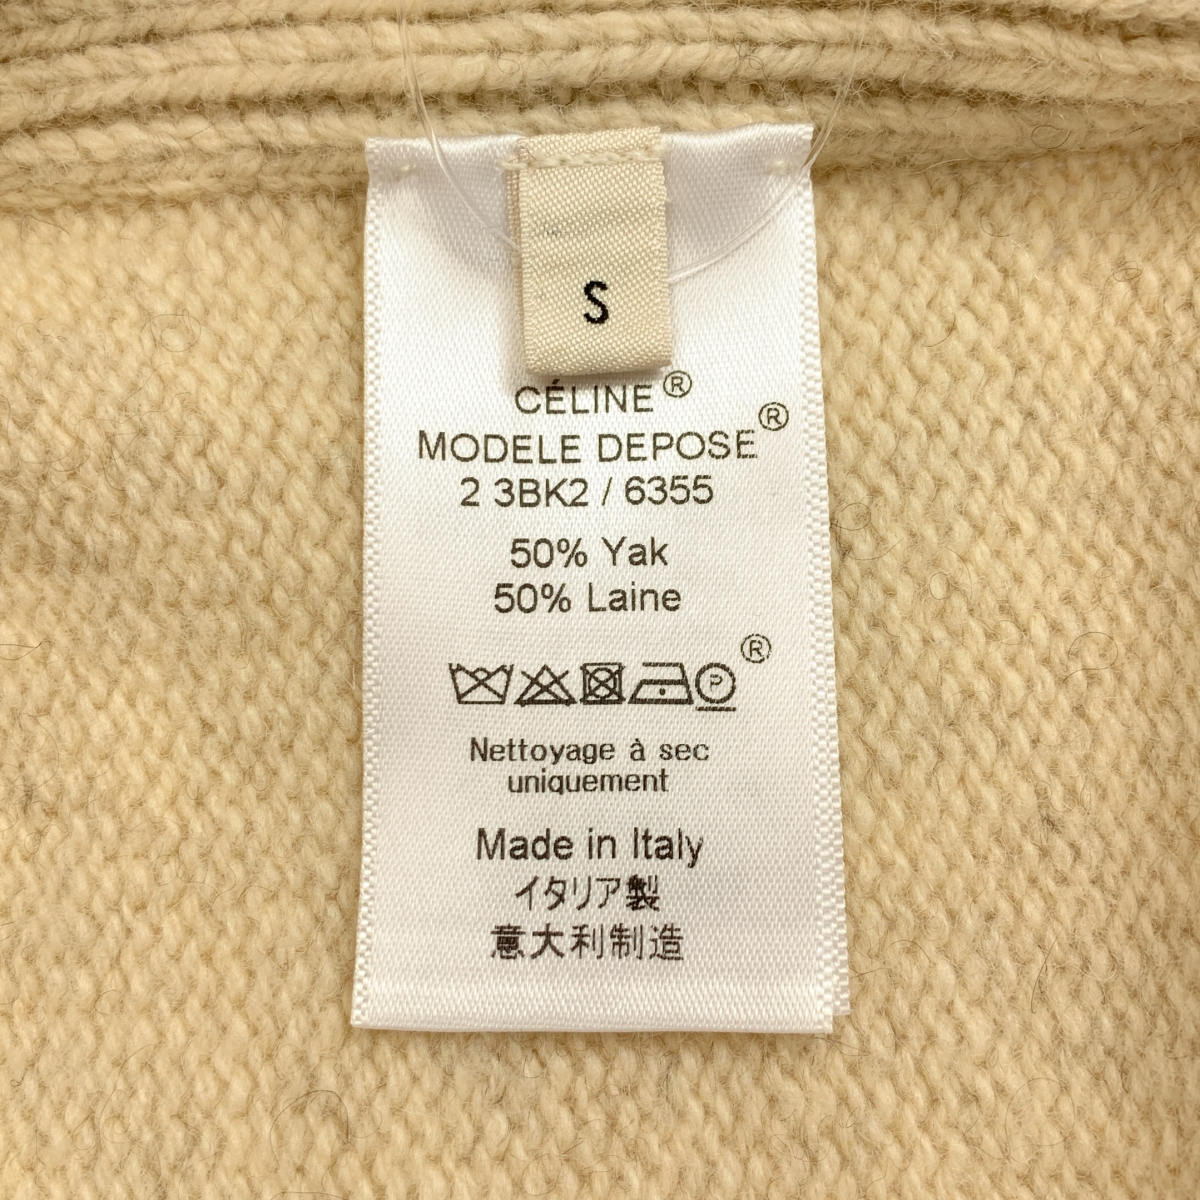 S
CÉLINE®
MODELE DEPOSE®
2 3BK2 / 6355
50% Yak
50% Laine
®
P
Nettoyage à sec
uniquement
Made in Italy
イタリア製
意大利制造